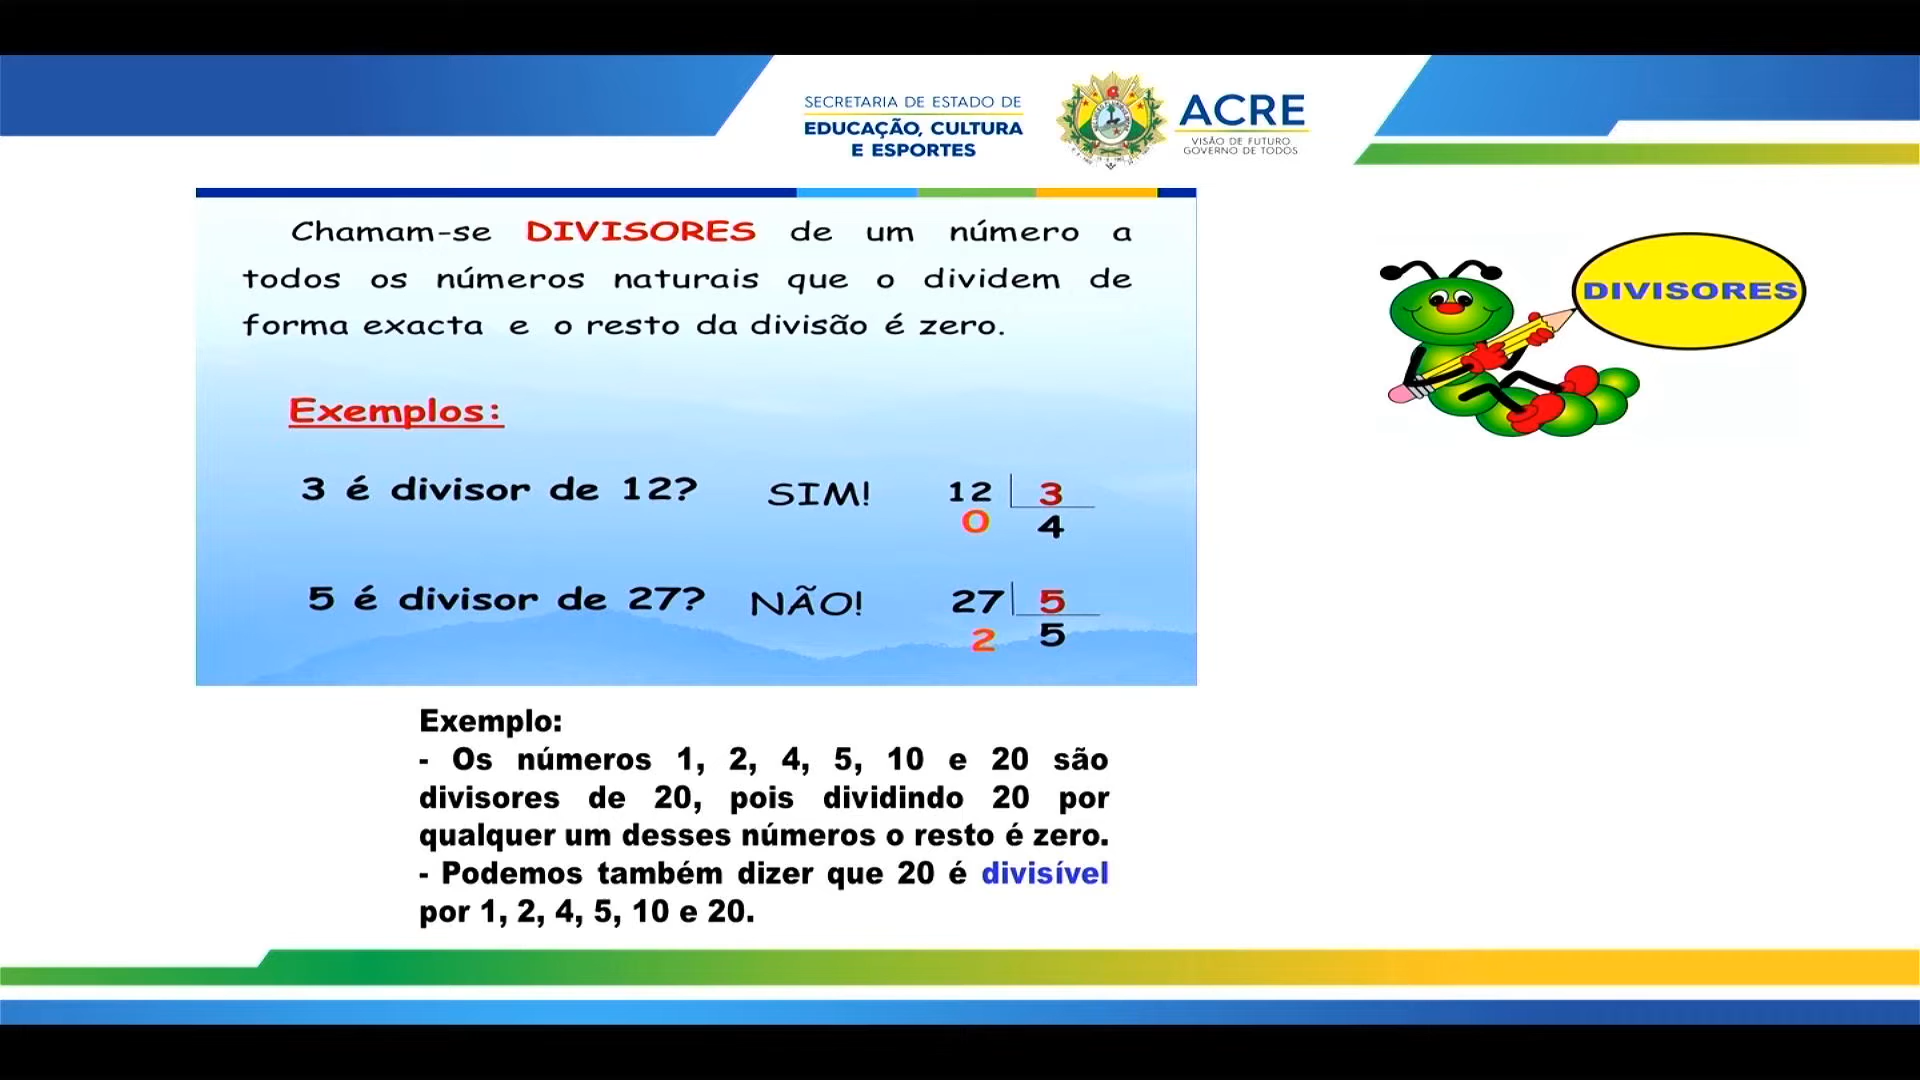 SECRETARIA DE ESTADO DE
EDUCAÇÃO, CULTURA
E ESPORTES
ACRE
VISÃO DE FUTURO
GOVERNO DE TODOS
Chamam-se DIVISORES de um número a
todos os números naturais que o dividem de
forma exacta e o resto da divisão é zero.
DIVISORES
Exemplos:
3 é divisor de 12? SIM! 12 3
0 4
5 é divisor de 27? NÃO! 27 5
2 5
Exemplo:
- Os números 1, 2, 4, 5, 10 e 20 são
divisores de 20, pois dividindo 20 por
qualquer um desses números o resto é zero.
- Podemos também dizer que 20 é divisível
por 1, 2, 4, 5, 10 e 20.